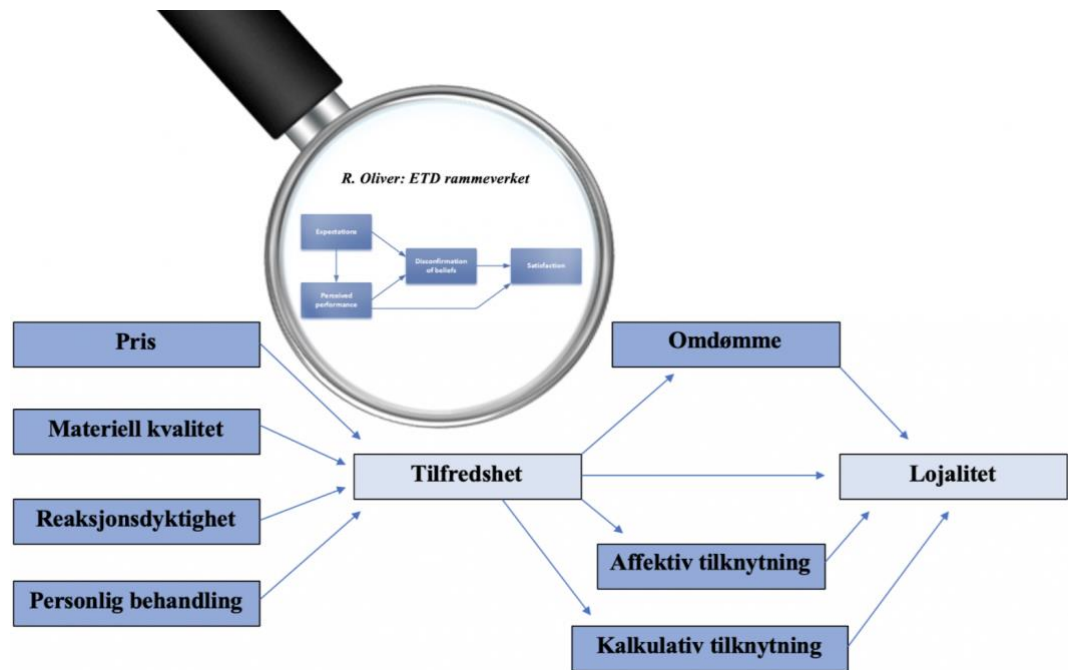 R. Oliver: ETD rammeverket
Expectations
Disconfirmation
of beliefs
Satisfaction
Perceived
performance
Pris
Omdømme
Materiell kvalitet
Tilfredshet
Lojalitet
Reaksjonsdyktighet
Affektiv tilknytning
Personlig behandling
Kalkulativ tilknytning